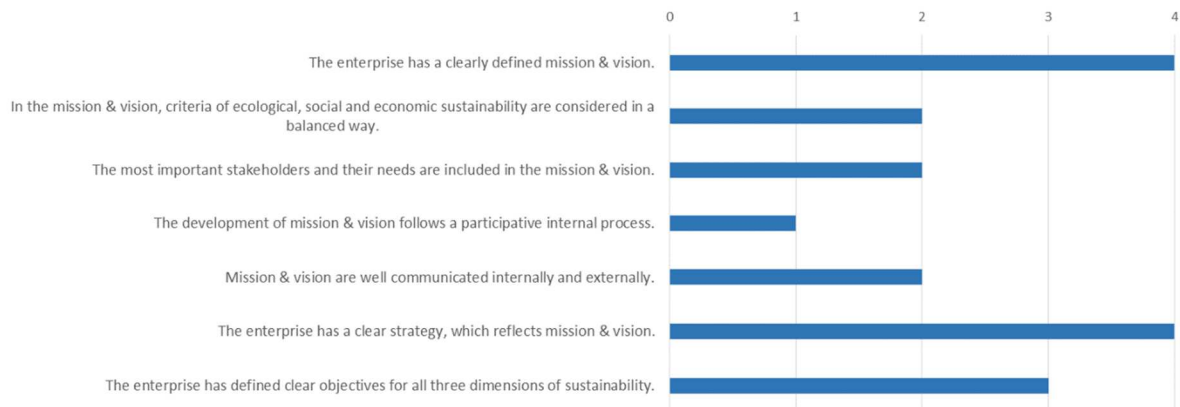 0 1 2 3 4
The enterprise has a clearly defined mission & vision.
In the mission & vision, criteria of ecological, social and economic sustainability are considered in a
balanced way.
The most important stakeholders and their needs are included in the mission & vision.
The development of mission & vision follows a participative internal process.
Mission & vision are well communicated internally and externally.
The enterprise has a clear strategy, which reflects mission & vision.
The enterprise has defined clear objectives for all three dimensions of sustainability.